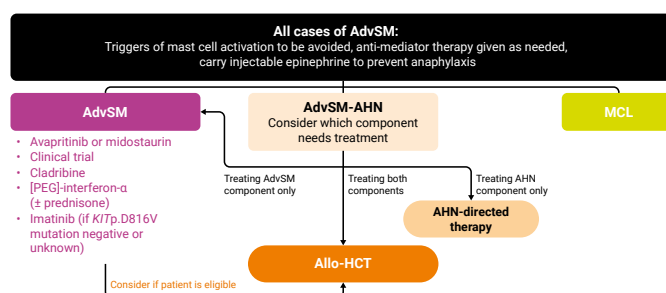 All cases of AdvSM:
Triggers of mast cell activation to be avoided, anti-mediator therapy given as needed,
carry injectable epinephrine to prevent anaphylaxis
AdvSM
AdvSM-AHN
Consider which component
needs treatment
MCL
• Avapritinib or midostaurin
• Clinical trial
• Cladribine
• [PEG]-interferon-α
(± prednisone)
• Imatinib (if KITp.D816V
mutation negative or
unknown)
Treating AdvSM
component only
Treating both
components
Treating AHN
component only
AHN-directed
therapy
Allo-HCT
Consider if patient is eligible